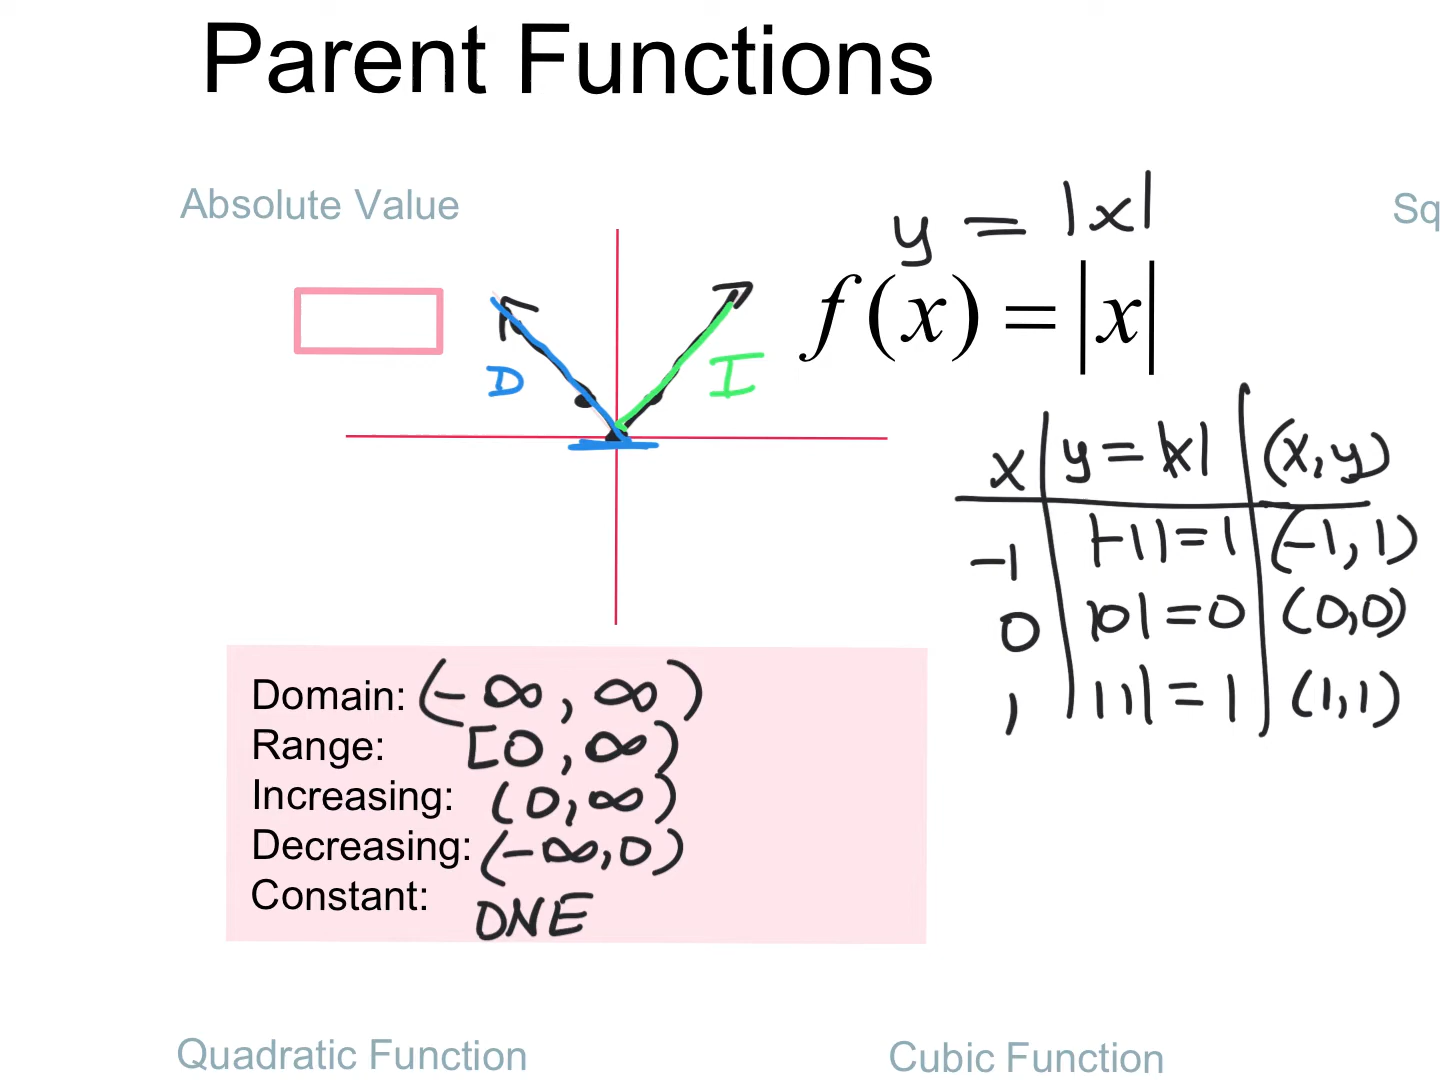 Parent Functions
Absolute Value
Sq
y = |x|
f(x) = |x|
D
I
x y = |x| (x, y)
-1 |-1| = 1 (-1, 1)
0 |0| = 0 (0,0)
1 |1| = 1 (1,1)
Domain: (-∞, ∞)
Range: [0, ∞)
Increasing: (0, ∞)
Decreasing: (-∞, 0)
Constant: DNE
Quadratic Function
Cubic Function